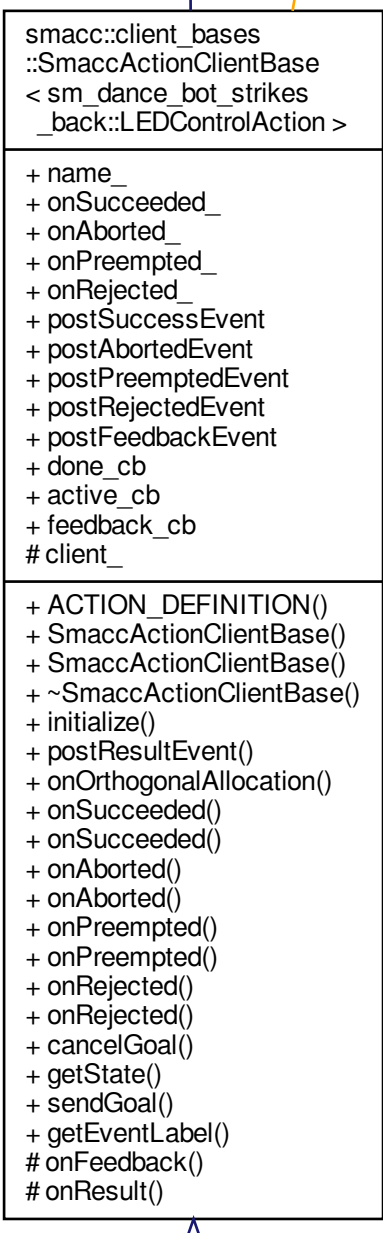 smacc::client_bases
::SmaccActionClientBase
< sm_dance_bot_strikes
_back::LEDControlAction >
+ name_
+ onSucceeded_
+ onAborted_
+ onPreempted_
+ onRejected_
+ postSuccessEvent
+ postAbortedEvent
+ postPreemptedEvent
+ postRejectedEvent
+ postFeedbackEvent
+ done_cb
+ active_cb
+ feedback_cb
# client_
+ ACTION_DEFINITION()
+ SmaccActionClientBase()
+ SmaccActionClientBase()
+ ~SmaccActionClientBase()
+ initialize()
+ postResultEvent()
+ onOrthogonalAllocation()
+ onSucceeded()
+ onSucceeded()
+ onAborted()
+ onAborted()
+ onPreempted()
+ onPreempted()
+ onRejected()
+ onRejected()
+ cancelGoal()
+ getState()
+ sendGoal()
+ getEventLabel()
# onFeedback()
# onResult()